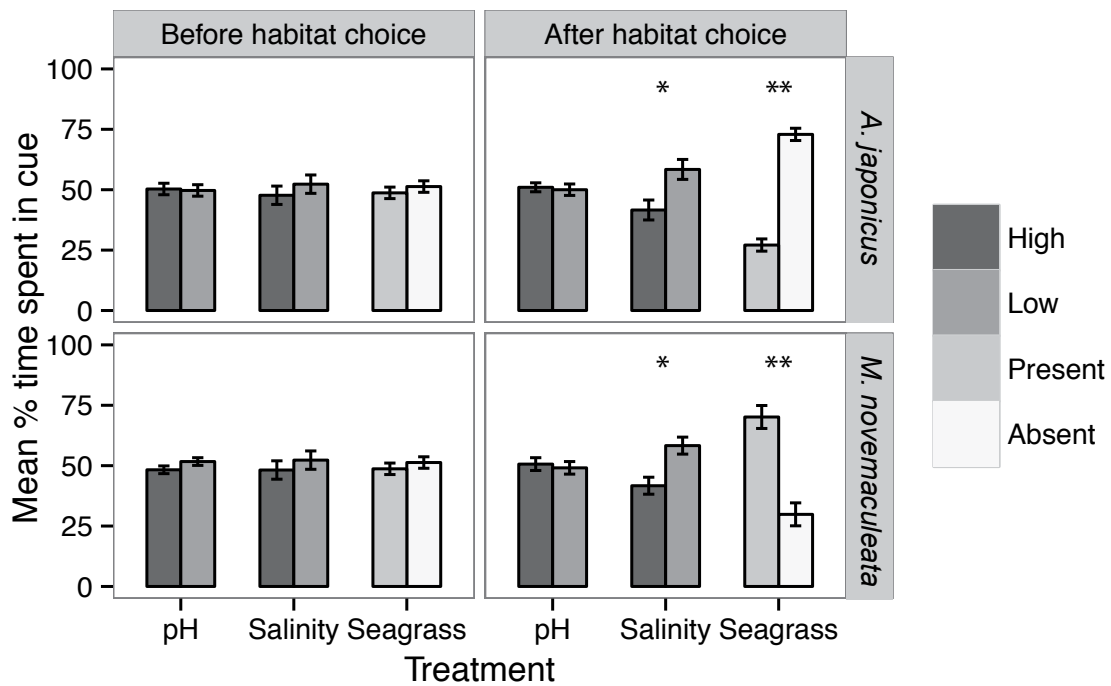 Before habitat choice
After habitat choice
Mean % time spent in cue
100
75
50
25
0
*
**
A. japonicus
100
75
50
25
0
*
**
M. novemaculeata
pH
Salinity
Seagrass
pH
Salinity
Seagrass
Treatment
High
Low
Present
Absent